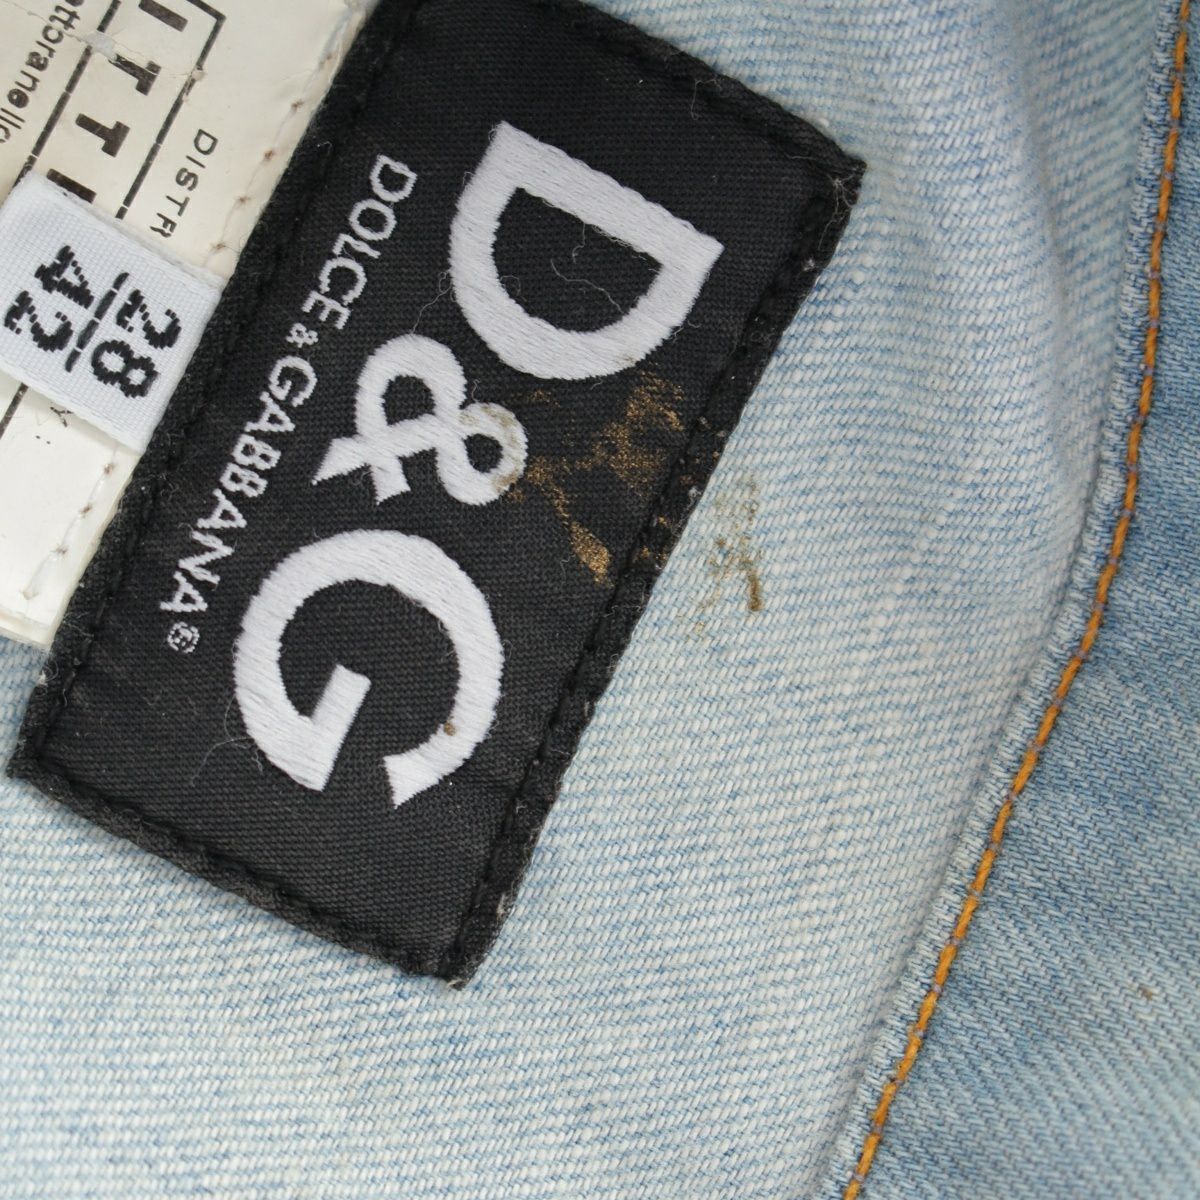 D&G
DOLCE & GABBANA®
28
42
DISTR